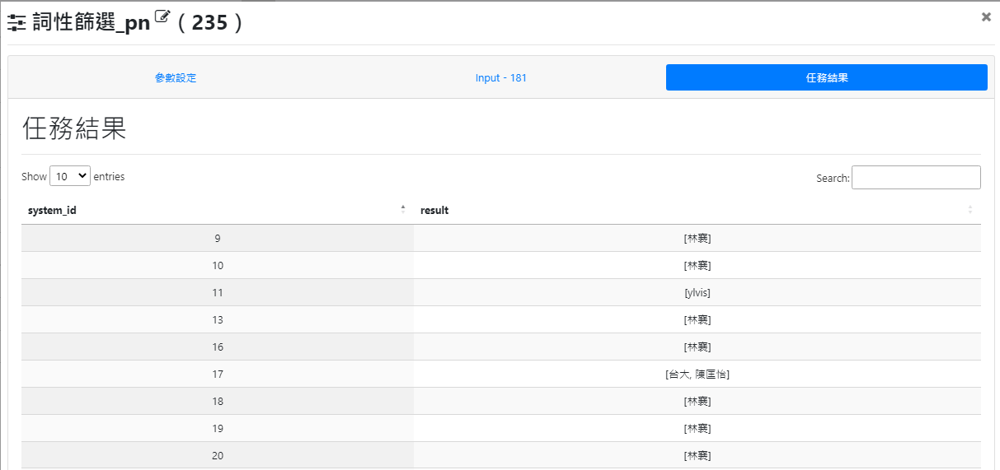 詞性篩選_pn ( 235 )
參數設定 Input - 181 任務結果
任務結果
Show 10 entries Search:
system_id result
9 [林襄]
10 [林襄]
11 [ylvis]
13 [林襄]
16 [林襄]
17 [台大, 陳匡怡]
18 [林襄]
19 [林襄]
20 [林襄]